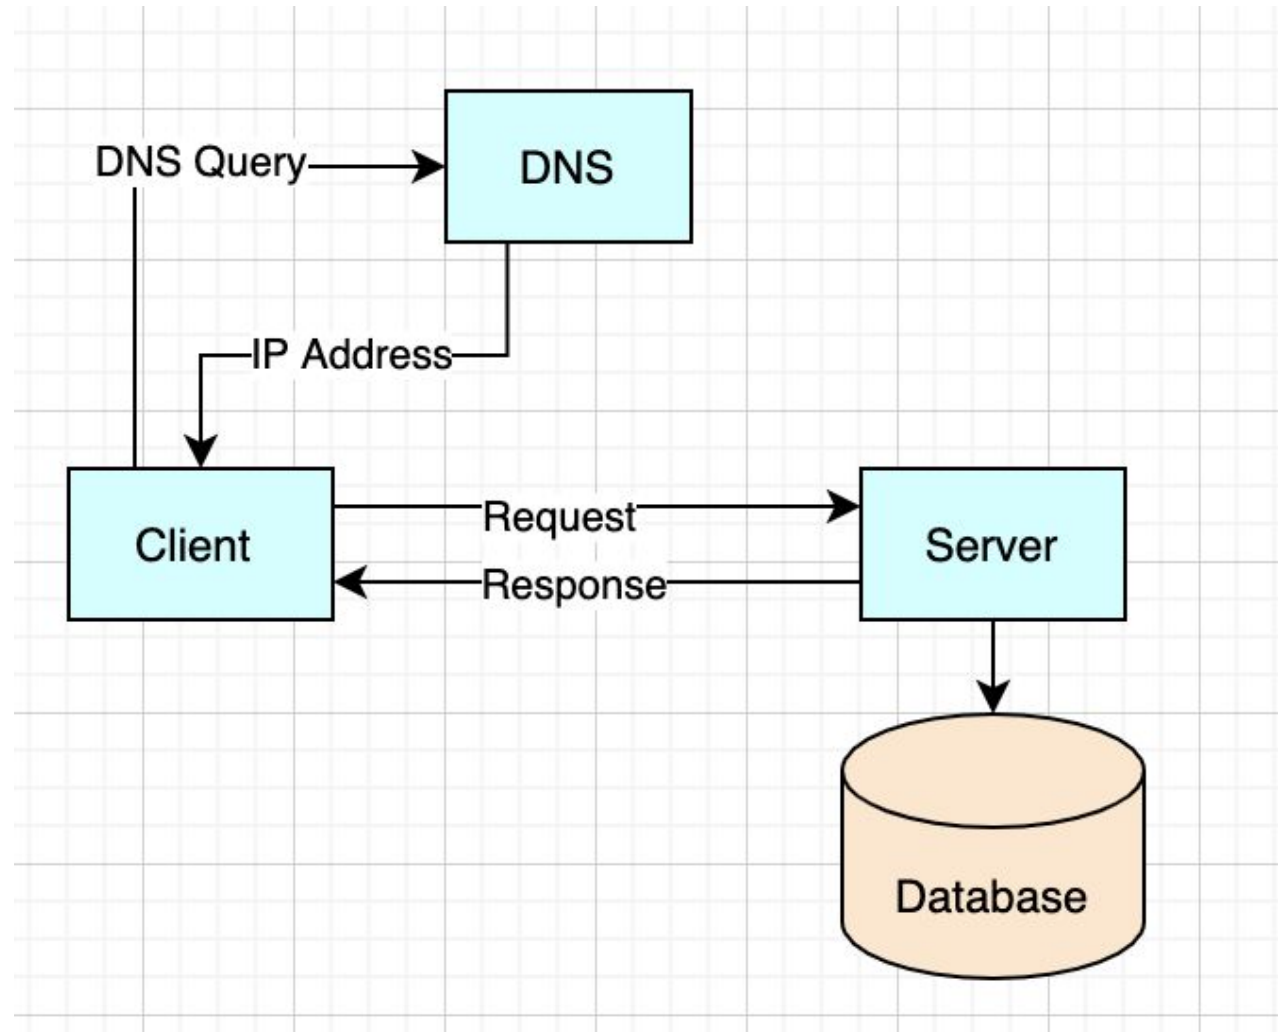 DNS Query
DNS
IP Address
Client
Request
Response
Server
Database